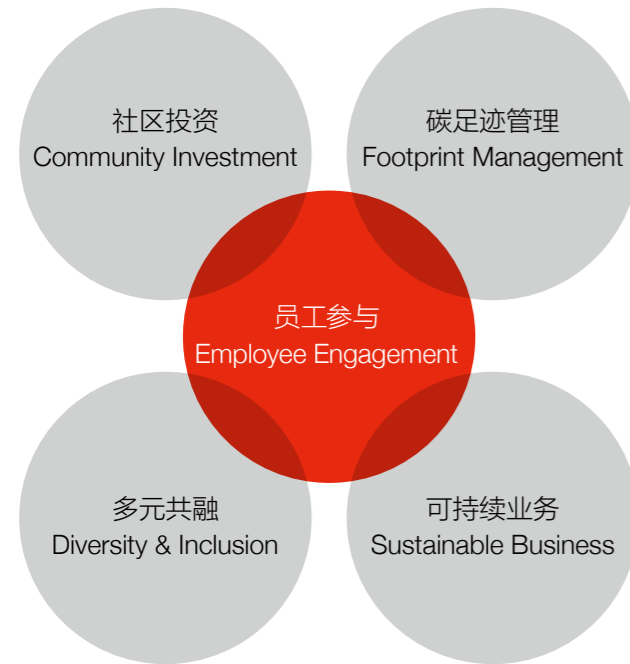 社区投资
Community Investment
碳足迹管理
Footprint Management
员工参与
Employee Engagement
多元共融
Diversity & Inclusion
可持续业务
Sustainable Business